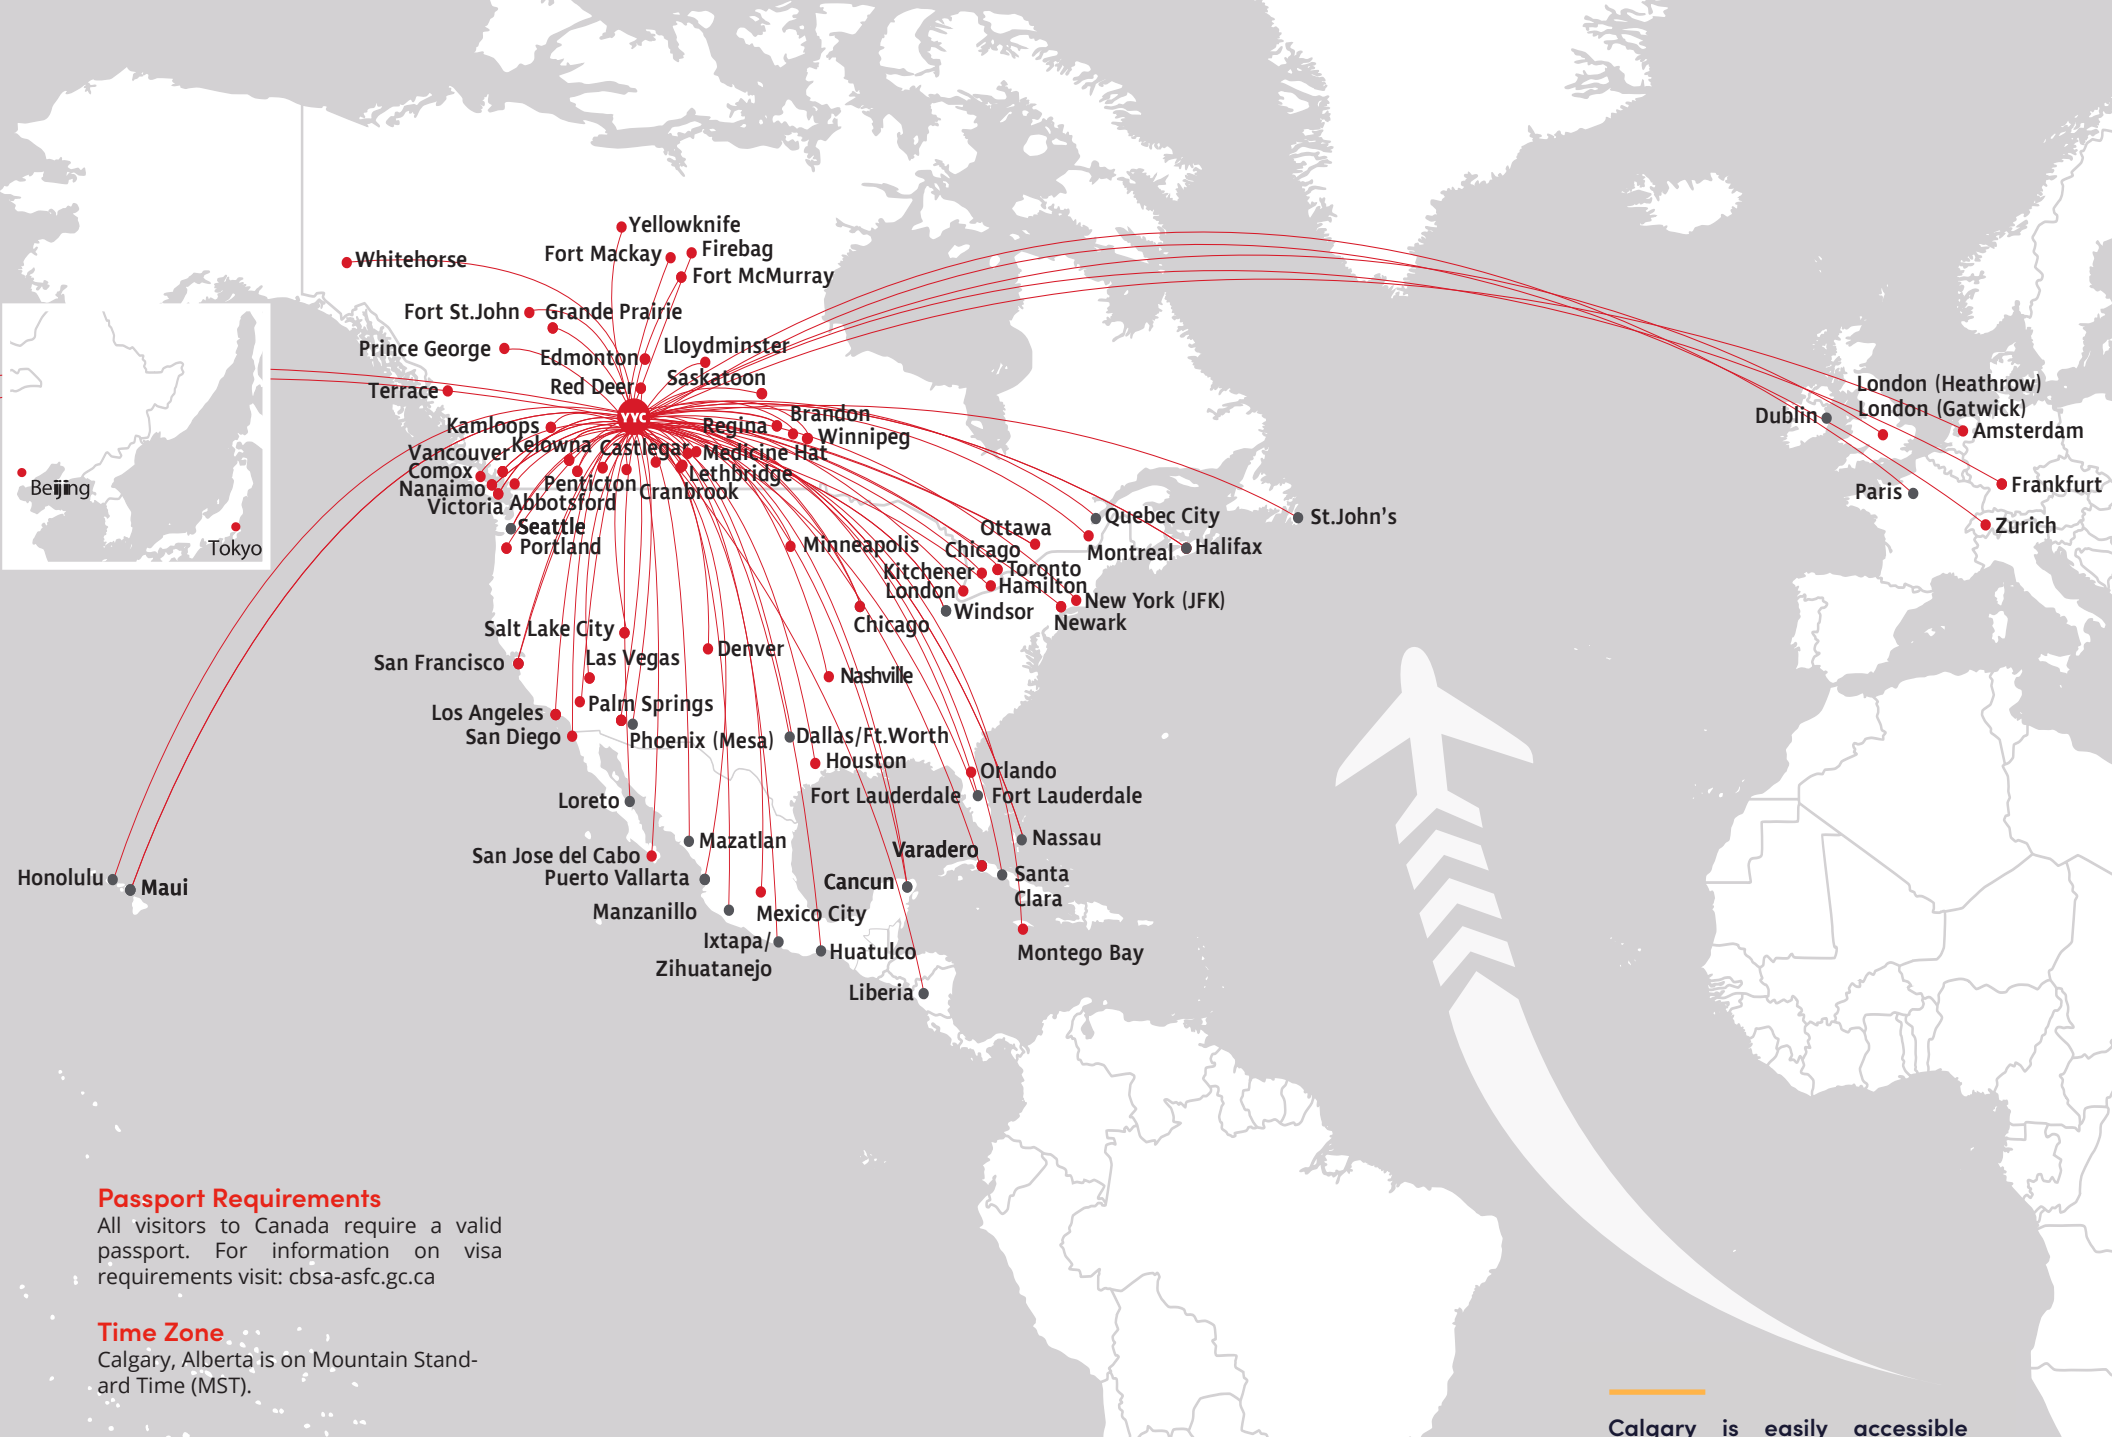 Yellowknife
Fort Mackay
Firebag
Whitehorse
Fort McMurray
Fort St.John
Grande Prairie
Prince George
Edmonton
Lloydminster
Red Deer
Saskatoon
Terrace
YYC
Kamloops
Regina
Brandon
Winnipeg
Vancouver
Kelowna
Castlegar
Medicine Hat
Comox
Lethbridge
Nanaimo
Penticton
Cranbrook
Victoria
Abbotsford
Seattle
Portland
Beijing
Tokyo
Minneapolis
Ottawa
Chicago
Quebec City
Montreal
Halifax
St.John's
Kitchener
Toronto
London
Hamilton
Windsor
New York (JFK)
Newark
Chicago
Salt Lake City
Denver
San Francisco
Las Vegas
Nashville
Los Angeles
Palm Springs
San Diego
Phoenix (Mesa)
Dallas/Ft.Worth
Houston
Orlando
Fort Lauderdale
Fort Lauderdale
Loreto
Mazatlan
Nassau
San Jose del Cabo
Varadero
Puerto Vallarta
Cancun
Santa
Clara
Honolulu
Maui
Manzanillo
Mexico City
Ixtapa/
Zihuatanejo
Huatulco
Montego Bay
Liberia
London (Heathrow)
London (Gatwick)
Dublin
Amsterdam
Paris
Frankfurt
Zurich
Passport Requirements
All visitors to Canada require a valid
passport. For information on visa
requirements visit: cbsa-asfc.gc.ca
Time Zone
Calgary, Alberta is on Mountain Stand-
ard Time (MST).
Calgary is easily accessible